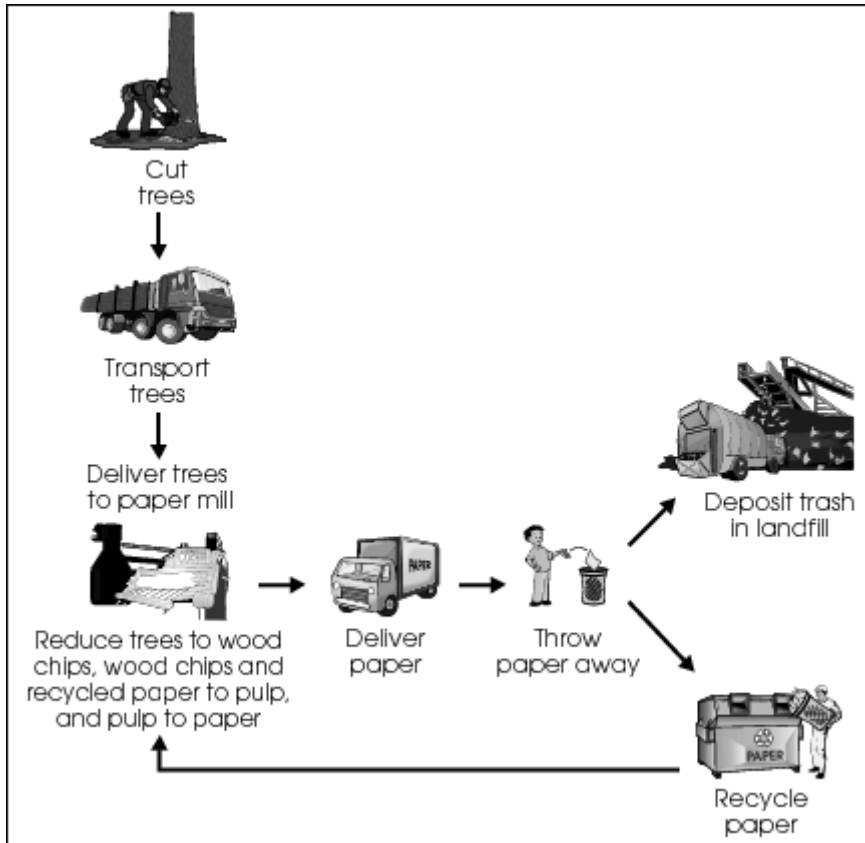 Cut
trees
Transport
trees
Deliver trees
to paper mill
Reduce trees to wood
chips, wood chips and
recycled paper to pulp,
and pulp to paper
PAPER
Deliver
paper
Throw
paper away
Deposit trash
in landfill
PAPER
Recycle
paper